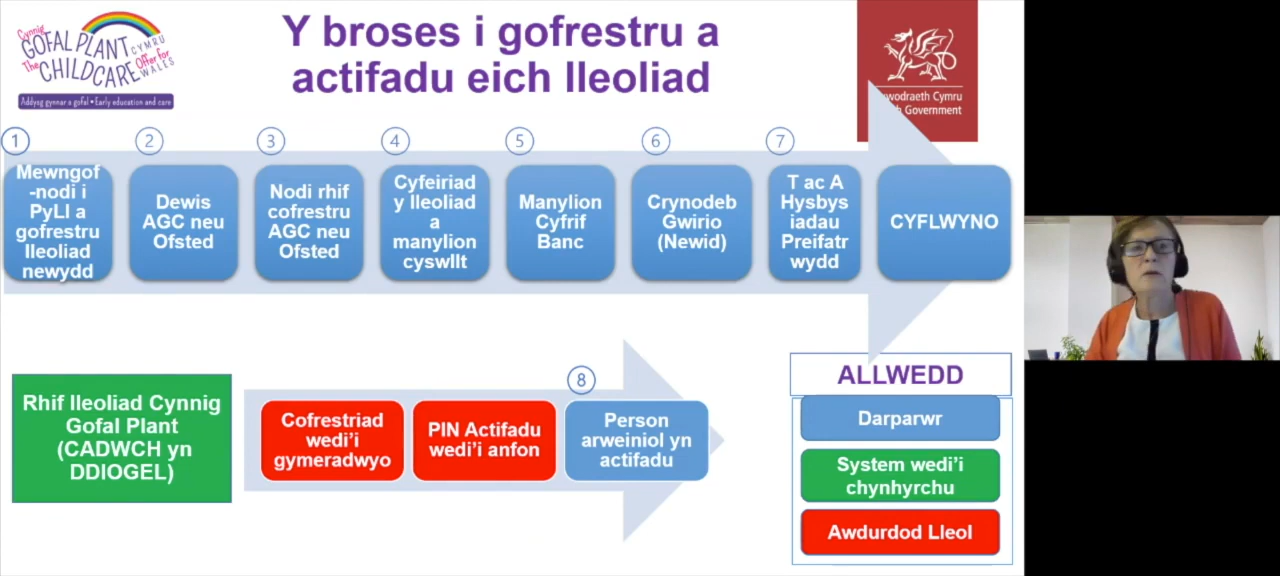 Cynnig
GOFAL PLANT
CYMRU
The CHILDCARE
Offer for
WALES
Addysg gynnar a gofal • Early education and care
Y broses i gofrestru a
actifadu eich lleoliad
Cymru
Government
1
2
3
4
5
6
7
Mewngof
-nodi i
PyLl a
gofrestru
lleoliad
newydd
Dewis
AGC neu
Ofsted
Nodi rhif
cofrestru
AGC neu
Ofsted
Cyfeiriad
y lleoliad
a
manylion
cyswllt
Manylion
Cyfrif
Banc
Crynodeb
Gwirio
(Newid)
T ac A
Hysbys
iadau
Preifatr
wydd
CYFLWYNO
Rhif lleoliad Cynnig
Gofal Plant
(CADWCH yn
DDIOGEL)
Cofrestriad
wedi’i
gymeradwyo
PIN Actifadu
wedi’i anfon
8
Person
arweiniol yn
actifadu
ALLWEDD
Darparwr
System wedi’i
chynhyrchu
Awdurdod Lleol